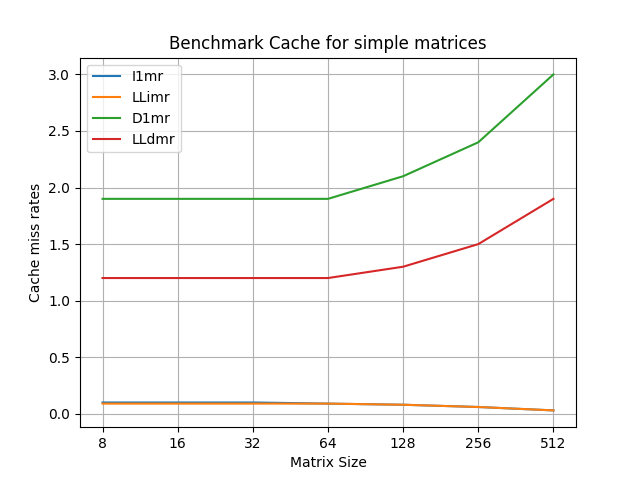 Benchmark Cache for simple matrices
I1mr
LLimr
D1mr
LLdmr
Cache miss rates
3.0
2.5
2.0
1.5
1.0
0.5
0.0
8 16 32 64 128 256 512
Matrix Size